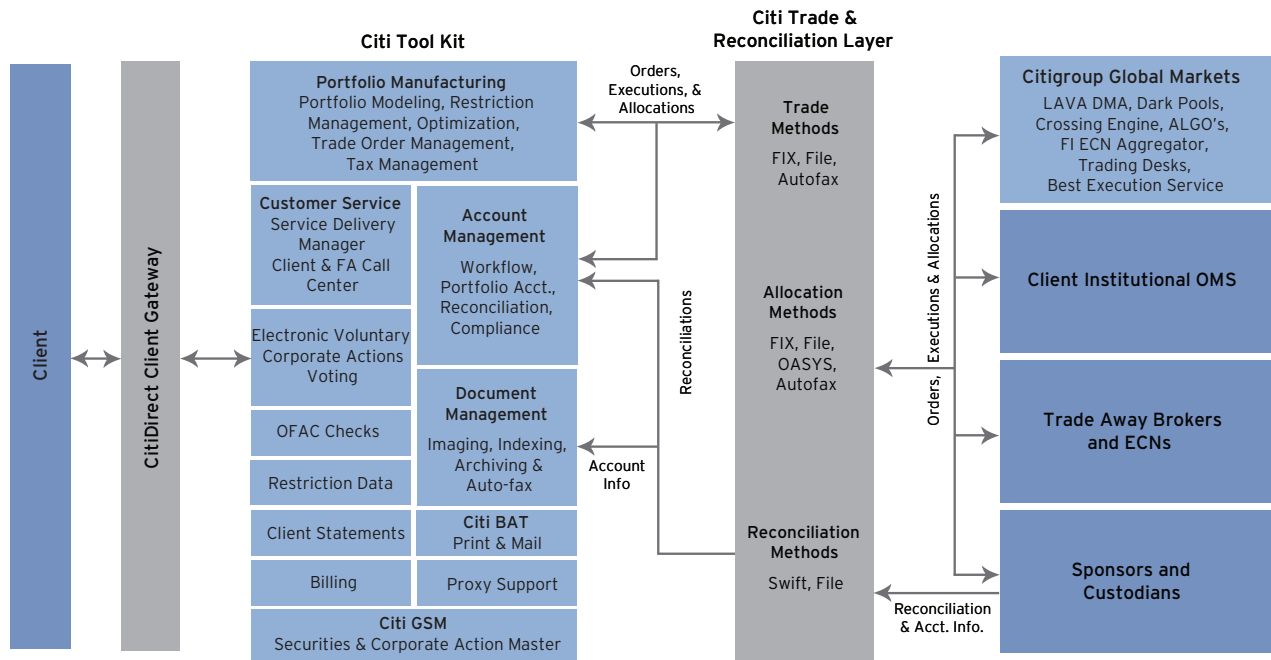 Citi Tool Kit
Citi Trade &
Reconciliation Layer
Client
CitiDirect Client Gateway
Portfolio Manufacturing
Portfolio Modeling, Restriction
Management, Optimization,
Trade Order Management,
Tax Management
Customer Service
Service Delivery
Manager
Client & FA Call
Center
Electronic Voluntary
Corporate Actions
Voting
OFAC Checks
Restriction Data
Client Statements
Billing
Account
Management
Workflow,
Portfolio Acct.,
Reconciliation,
Compliance
Document
Management
Imaging, Indexing,
Archiving &
Auto-fax
Citi BAT
Print & Mail
Proxy Support
Citi GSM
Securities & Corporate Action Master
Orders,
Executions, &
Allocations
Reconciliations
Account
Info
Trade
Methods
FIX, File,
Autofax
Allocation
Methods
FIX, File,
OASYS,
Autofax
Reconciliation
Methods
Swift, File
Orders, Executions & Allocations
Reconciliation
& Acct. Info.
Citigroup Global Markets
LAVA DMA, Dark Pools,
Crossing Engine, ALGO's,
FI ECN Aggregator,
Trading Desks,
Best Execution Service
Client Institutional OMS
Trade Away Brokers
and ECNs
Sponsors and
Custodians